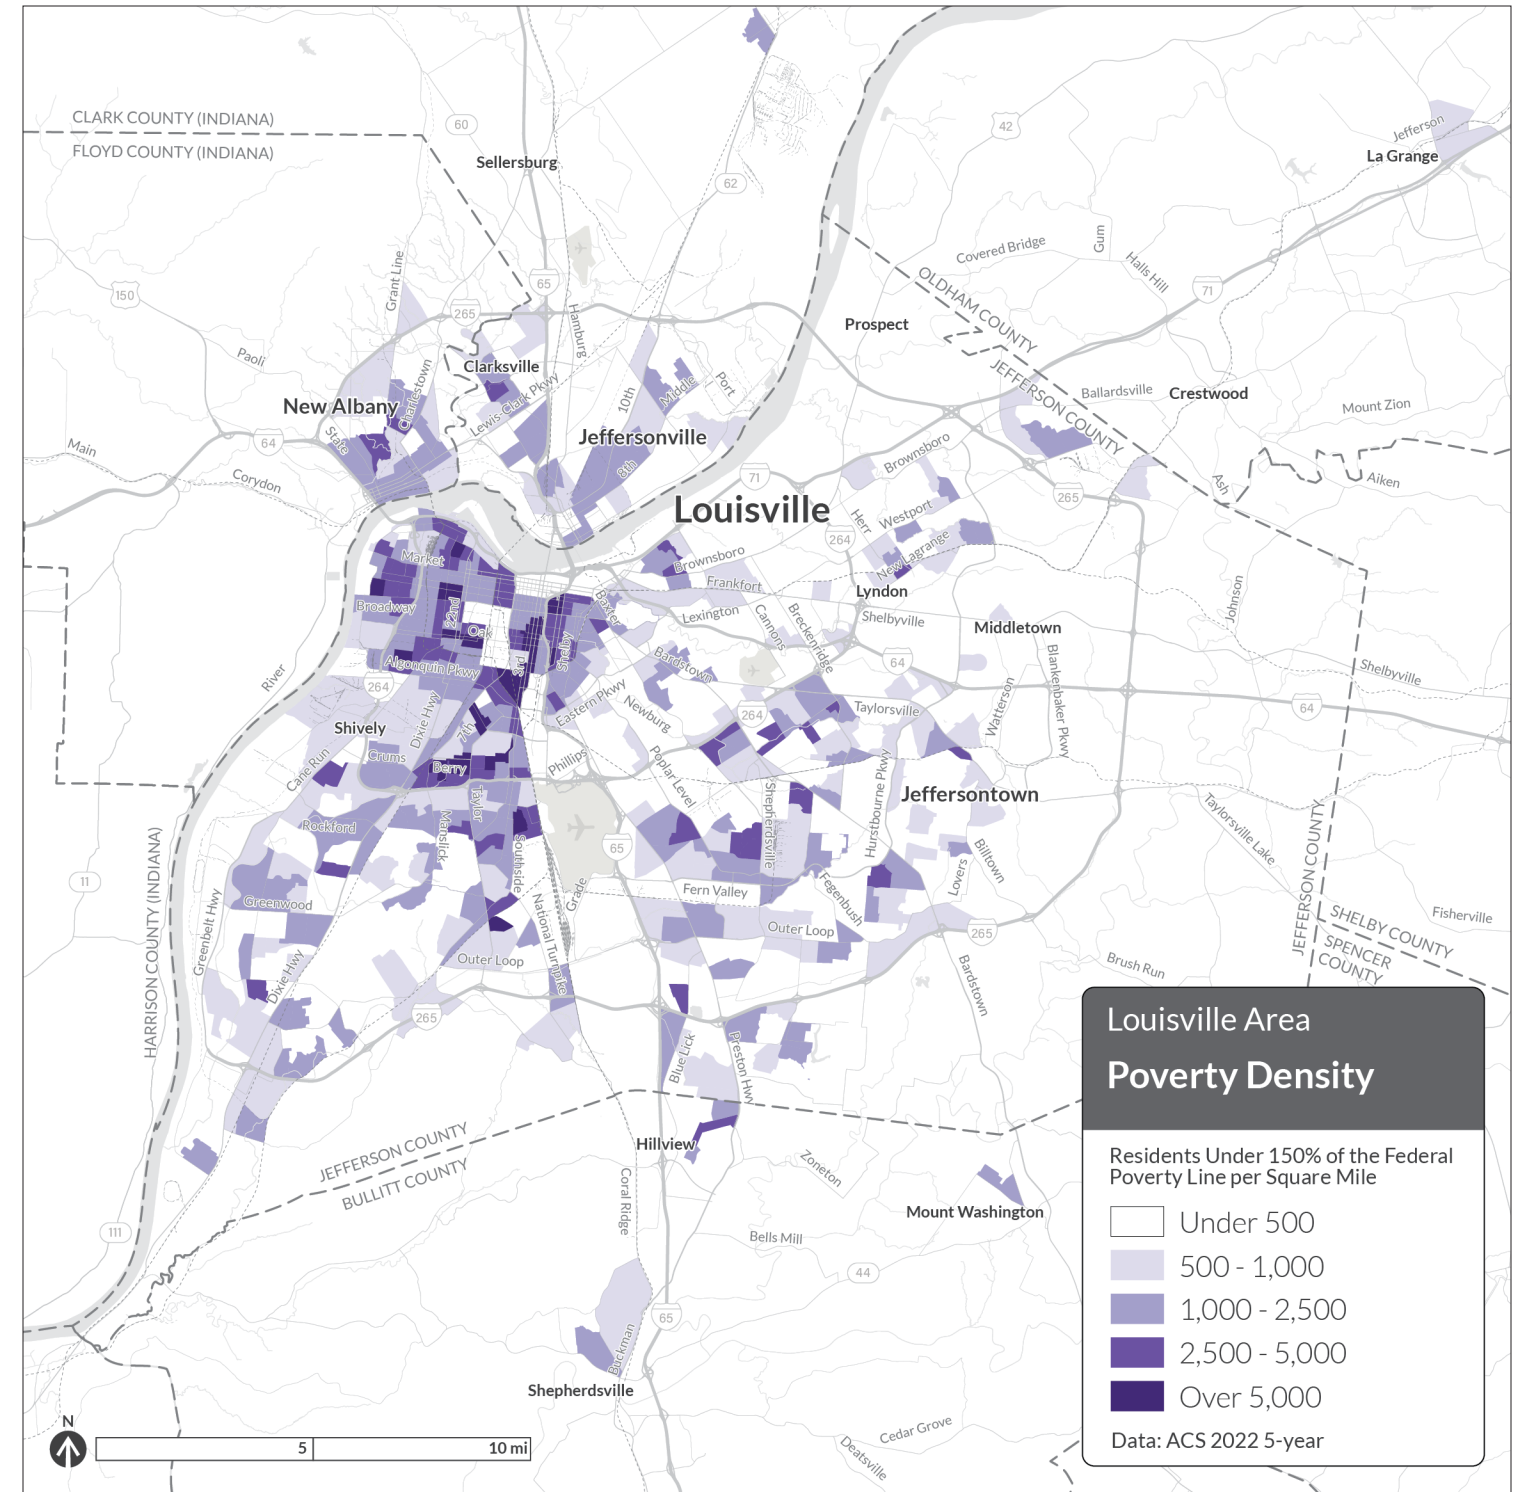 CLARK COUNTY (INDIANA)
FLOYD COUNTY (INDIANA)
60
Sellersburg
62
42
Jefferson
La Grange
Covered Bridge
Gum
Halls Hill
71
OLDHAM COUNTY
JEFFERSON COUNTY
Prospect
Ballardsville
Crestwood
Mount Zion
Aiken
Ash
150
Grant Line
265
65
Hamburg
Paoli
Clarksville
Charlestown
Lewis-Clark Pkwy
New Albany
State
64
Main
Corydon
10th
Middle
Port
Jeffersonville
8th
71
Louisville
Brownsboro
Herr
Westport
264
New Lagrange
265
Lyndon
Market
Broadway
22nd
Oak
Algonquin Pkwy
3rd
Shelby
Baxter
Brownsboro
Frankfort
Lexington
Cannons
Breckenridge
Shelbyville
Middletown
Johnson
Shelbyville
64
64
Blankenbaker Pkwy
Watterson
Bardstown
Eastern Pkwy
Newburg
264
Taylorsville
River
264
Shively
Dixie Hwy
7th
Crums
Berry
Cane Run
Phillips
Poplar Level
Shepherdsville
Hurstbourne Pkwy
Jeffersontown
Taylorsville Lake
Rockford
Manslick
Taylor
Southside
65
Billtown
Lovers
Fern Valley
Fegenbush
Outer Loop
265
Grade
National Turnpike
Greenwood
Greenbelt Hwy
Dixie Hwy
Outer Loop
265
11
HARRISON COUNTY (INDIANA)
JEFFERSON COUNTY
SHELBY COUNTY
SPENCER
COUNTY
Fisherville
Brush Run
Bardstown
Blue Lick
Preston Hwy
JEFFERSON COUNTY
BULLITT COUNTY
Hillview
Zoneton
Coral Ridge
Mount Washington
Bells Mill
44
111
65
Buckman
Shepherdsville
Cedar Grove
Deatsville
N
5
10 mi
Louisville Area
Poverty Density
Residents Under 150% of the Federal
Poverty Line per Square Mile
Under 500
500 - 1,000
1,000 - 2,500
2,500 - 5,000
Over 5,000
Data: ACS 2022 5-year